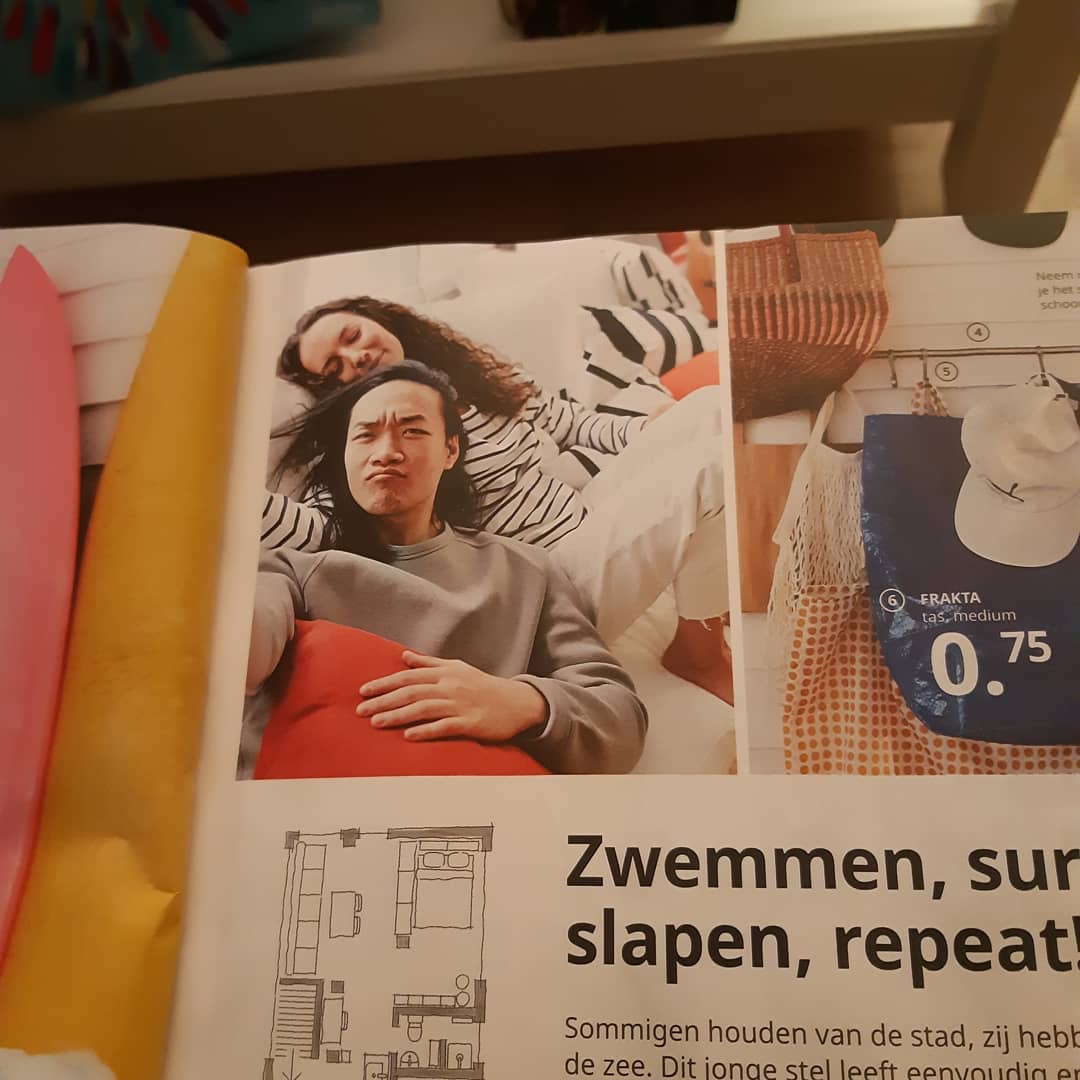 Neem
je het
schoo
4
5
6 FRAKTA
tas, medium
0.75
Zwemmen, sur
slapen, repeat!
Sommigen houden van de stad, zij hebb
de zee. Dit jonge stel leeft eenvoudig en